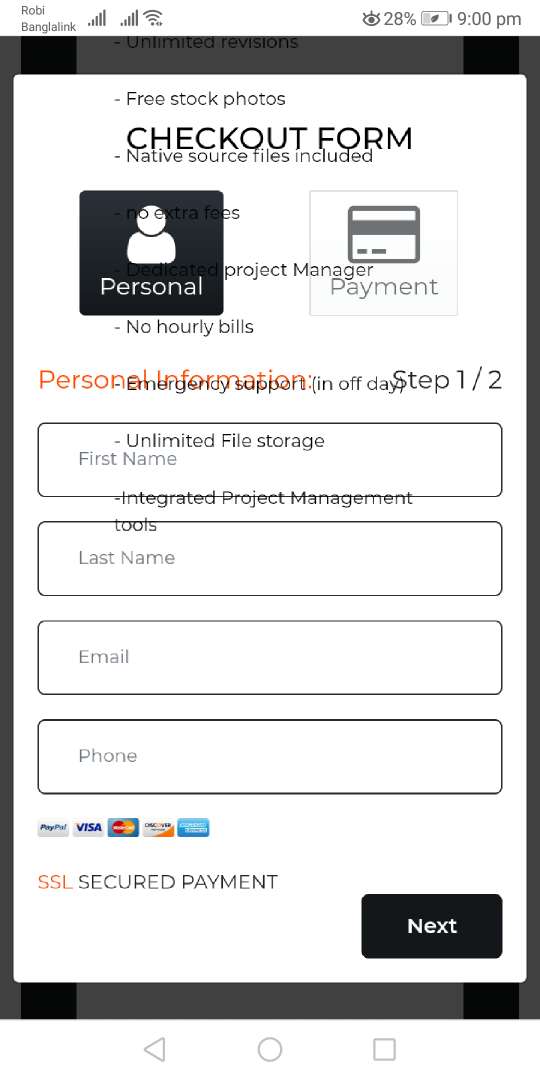 Robi
Banglalink
28% 9:00 pm
- Unlimited revisions
- Free stock photos
CHECKOUT FORM
- Native source files included
- no extra fees
- Dedicated project Manager
Personal
Payment
- No hourly bills
Personal Information:
Step 1 / 2
- Emergency support (in off day)
- Unlimited File storage
First Name
-Integrated Project Management
tools
Last Name
Email
Phone
PayPal VISA MasterCard DISCOVER AMERICAN EXPRESS
SSL SECURED PAYMENT
Next